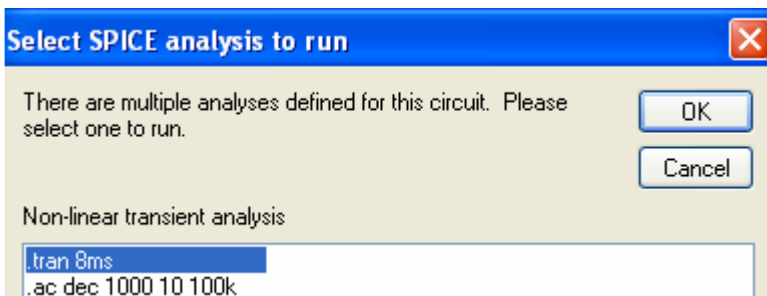 Select SPICE analysis to run
There are multiple analyses defined for this circuit. Please
select one to run.
OK
Cancel
Non-linear transient analysis
.tran 8ms
.ac dec 1000 10 100k